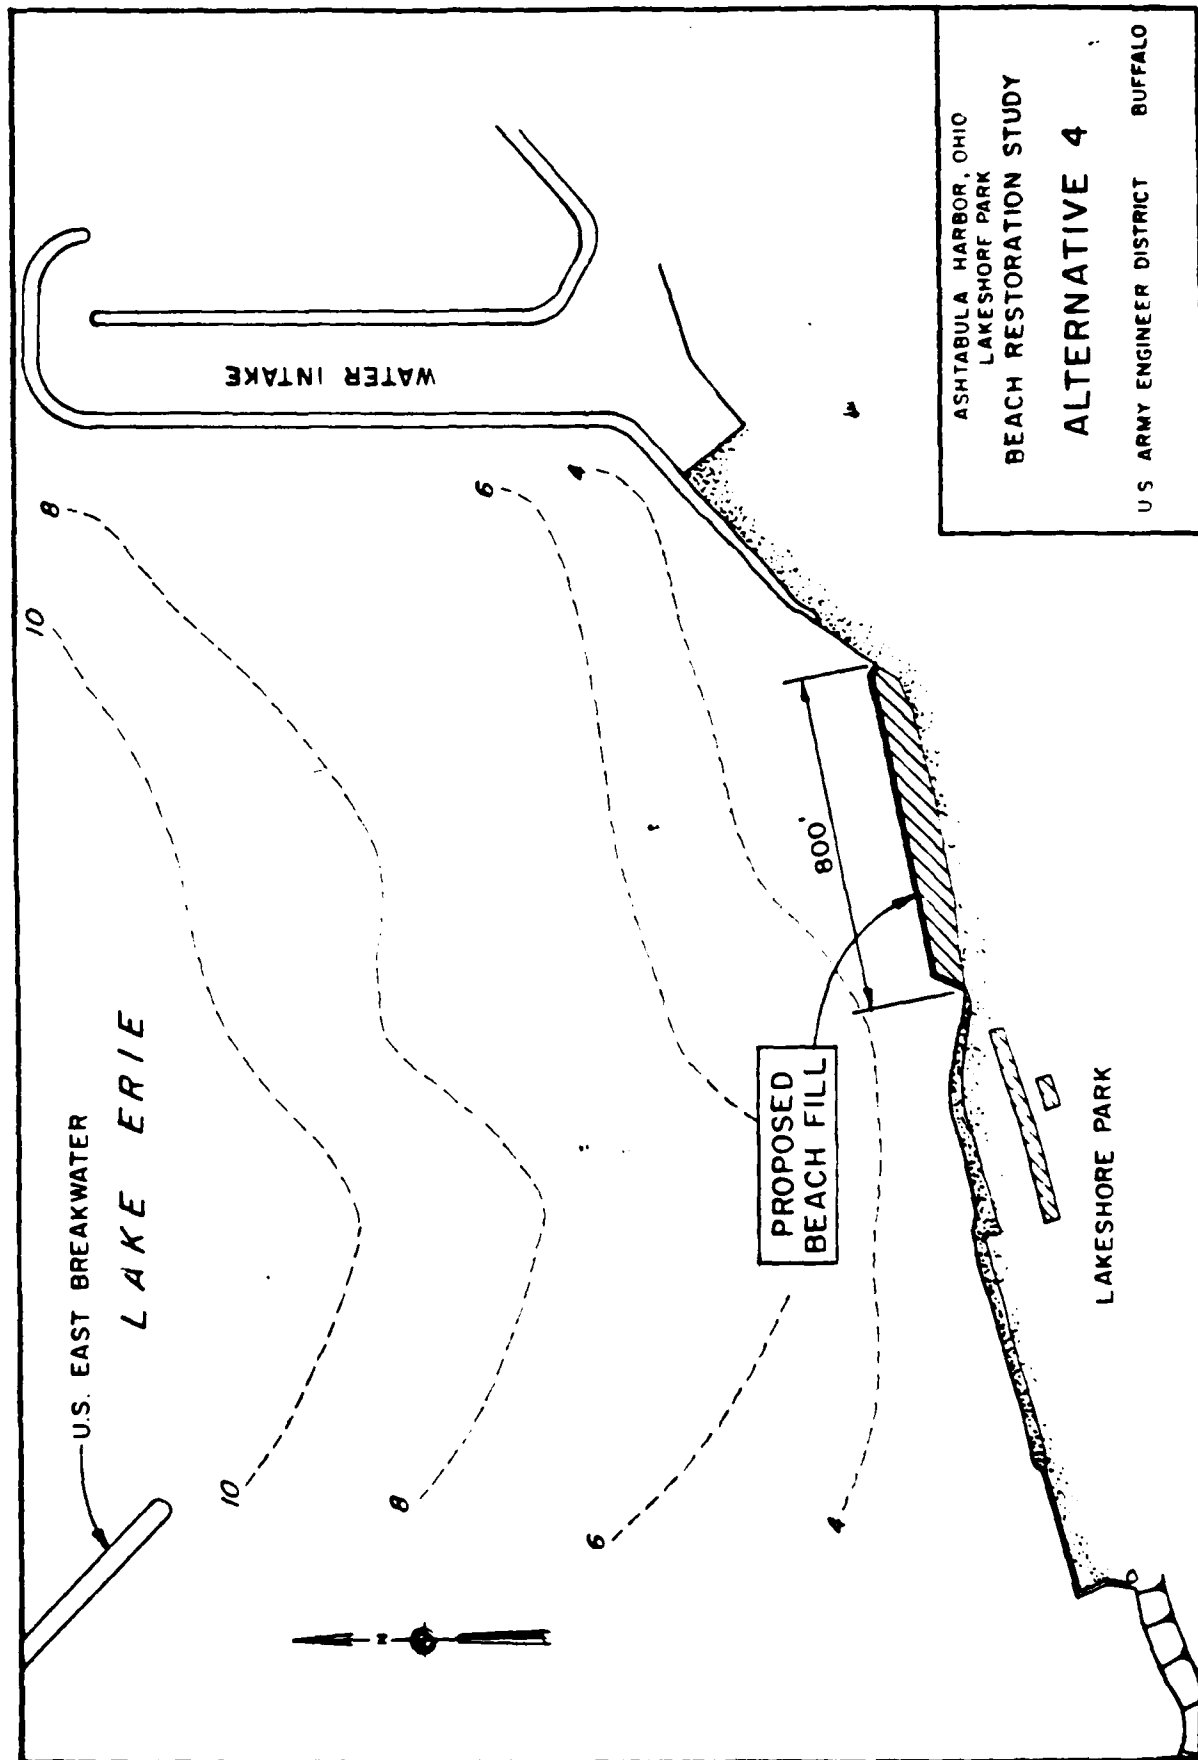 U.S. EAST BREAKWATER
LAKE ERIE
10
8
6
4
10
8
6
4
WATER INTAKE
N
800'
PROPOSED
BEACH FILL
LAKESHORE PARK
ASHTABULA HARBOR, OHIO
LAKESHORE PARK
BEACH RESTORATION STUDY
ALTERNATIVE 4
U S ARMY ENGINEER DISTRICT BUFFALO